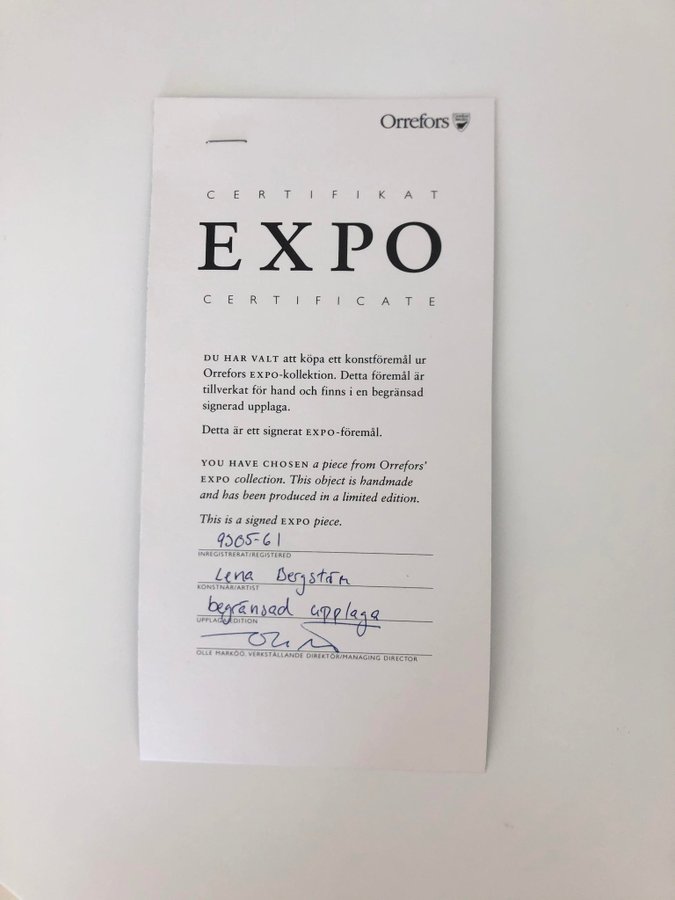 Orrefors
CERTIFIKAT
EXPO
CERTIFICATE
DU HAR VALT att köpa ett konstföremål ur
Orrefors EXPO-kollektion. Detta föremål är
tillverkat för hand och finns i en begränsad
signerad upplaga.
Detta är ett signerat EXPO-föremål.
YOU HAVE CHOSEN a piece from Orrefors'
EXPO collection. This object is handmade
and has been produced in a limited edition.
This is a signed EXPO piece.
9305-61
INREGISTRERAT/REGISTERED
Lena Bergström
KONSTNÄR/ARTIST
begränsad upplaga
UPPLAGA/EDITION
OLLE MARKÖÖ, VERKSTÄLLANDE DIREKTÖR/MANAGING DIRECTOR